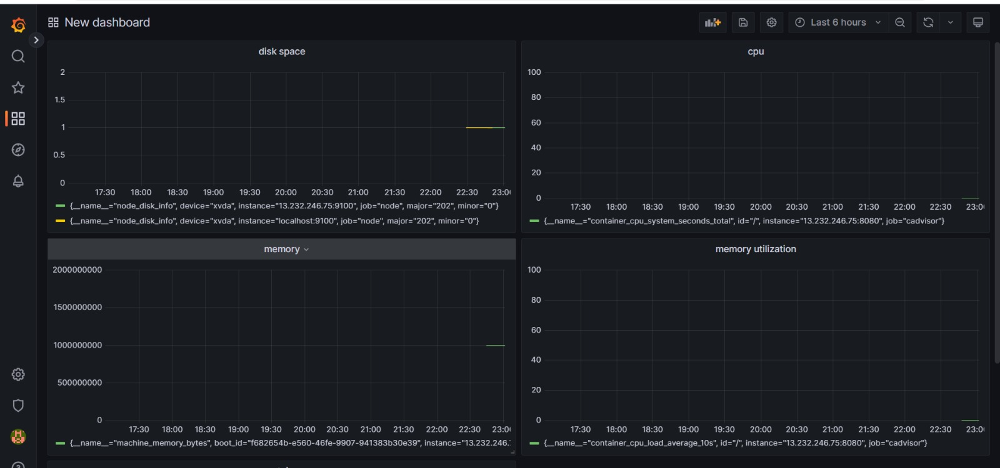 New dashboard
Last 6 hours
disk space
2
1.5
1
0.5
0
17:30 18:00 18:30 19:00 19:30 20:00 20:30 21:00 21:30 22:00 22:30 23:0
{__name__="node_disk_info", device="xvda", instance="13.232.246.75:9100", job="node", major="202", minor="0"}
{__name__="node_disk_info", device="xvda", instance="localhost:9100", job="node", major="202", minor="0"}
cpu
100
80
60
40
20
0
17:30 18:00 18:30 19:00 19:30 20:00 20:30 21:00 21:30 22:00 22:30 23:0
{__name__="container_cpu_system_seconds_total", id="/", instance="13.232.246.75:8080", job="cadvisor"}
memory
2000000000
1500000000
1000000000
500000000
0
17:30 18:00 18:30 19:00 19:30 20:00 20:30 21:00 21:30 22:00 22:30 23:0
{__name__="machine_memory_bytes", boot_id="f682654b-e560-46fe-9907-941383b30e39", instance="13.232.246.
memory utilization
100
80
60
40
20
0
17:30 18:00 18:30 19:00 19:30 20:00 20:30 21:00 21:30 22:00 22:30 23:0
{__name__="container_cpu_load_average_10s", id="/", instance="13.232.246.75:8080", job="cadvisor"}